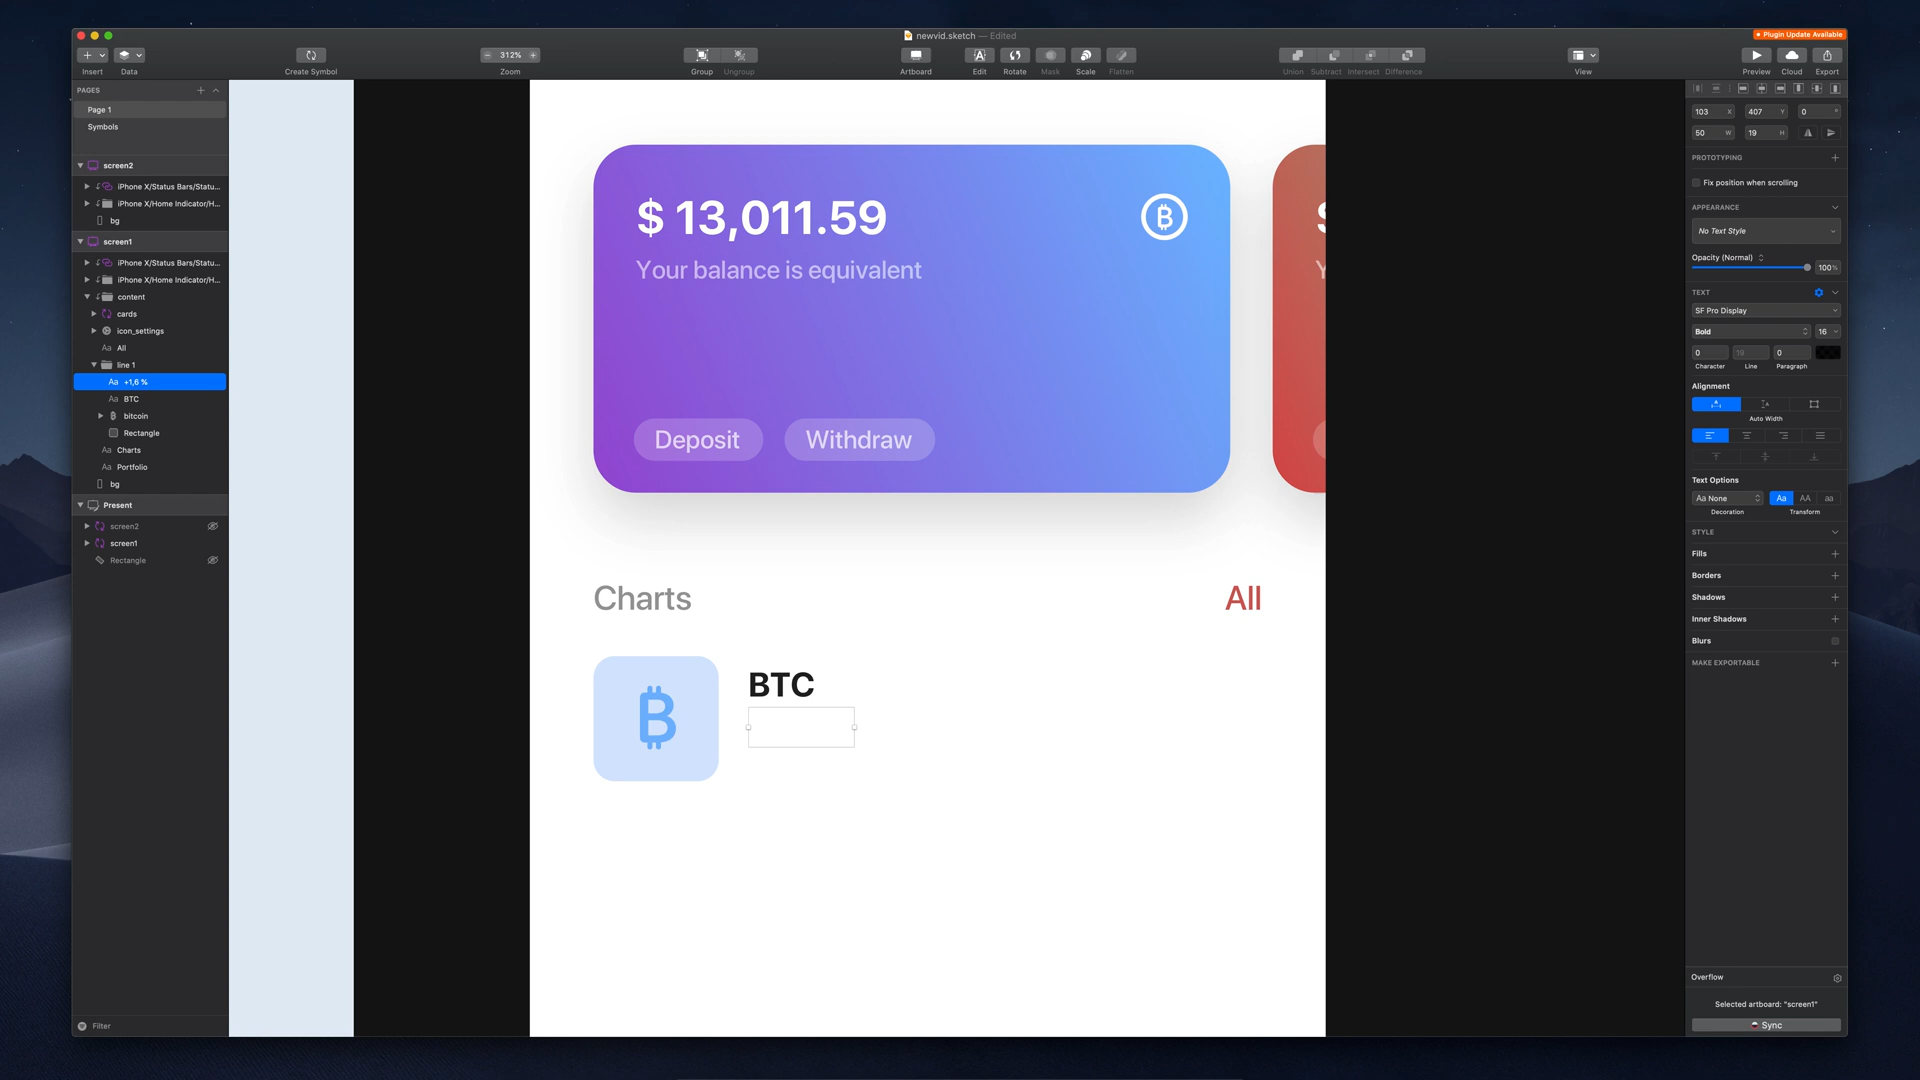 newvid.sketch — Edited
Plugin Update Available
312%
Insert
Data
Create Symbol
Zoom
Group
Ungroup
Artboard
Edit
Rotate
Mask
Scale
Flatten
Union
Subtract
Intersect
Difference
View
Preview
Cloud
Export
PAGES
Page 1
Symbols
screen2
iPhone X/Status Bars/Statu...
iPhone X/Home Indicator/H...
bg
screen1
iPhone X/Status Bars/Statu...
iPhone X/Home Indicator/H...
content
cards
icon_settings
Aa All
line 1
Aa +1,6 %
Aa BTC
bitcoin
Rectangle
Aa Charts
Aa Portfolio
bg
Present
screen2
screen1
Rectangle
Filter
$ 13,011.59
Your balance is equivalent
Deposit
Withdraw
Charts
All
BTC
103 X
407 Y
0 °
50 W
19 H
PROTOTYPING
Fix position when scrolling
APPEARANCE
No Text Style
Opacity (Normal)
100%
TEXT
SF Pro Display
Bold
16
0
19
0
Character
Line
Paragraph
Alignment
Auto Width
Text Options
Aa None
Aa
AA
aa
Decoration
Transform
STYLE
Fills
Borders
Shadows
Inner Shadows
Blurs
MAKE EXPORTABLE
Overflow
Selected artboard: "screen1"
Sync